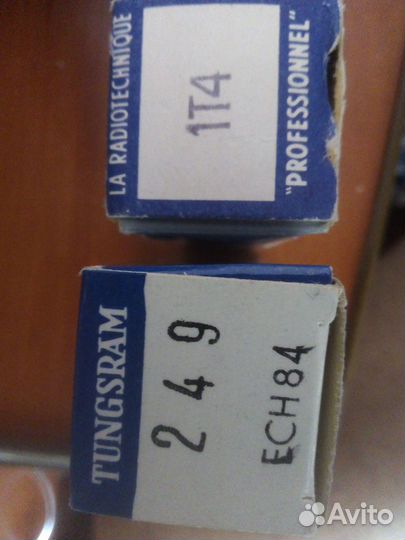 LA RADIOTECHNIQUE
1T4
"PROFESSIONNEL"
TUNGSRAM
249
ECH84
Avito